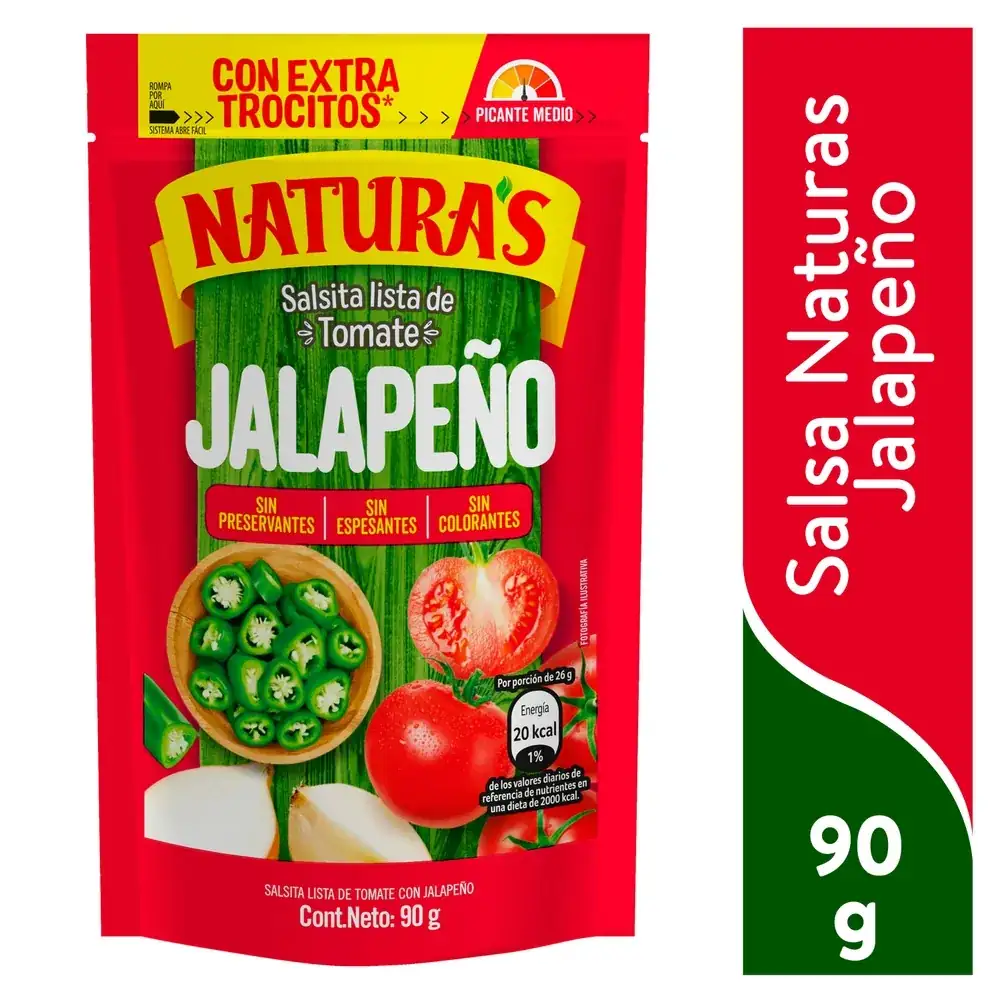 CON EXTRA
TROCITOS*
ROMPA
POR
AQUÍ
SISTEMA ABRE FÁCIL
PICANTE MEDIO
NATURA'S
Salsita lista de
Tomate
JALAPEÑO
SIN
PRESERVANTES
SIN
ESPESANTES
SIN
COLORANTES
FOTOGRAFÍA ILUSTRATIVA
Por porción de 26 g
Energía
20 kcal
1%
de los valores diarios de
referencia de nutrientes en
una dieta de 2000 kcal.
SALSITA LISTA DE TOMATE CON JALAPEÑO
Cont.Neto: 90 g
Salsa Naturas
Jalapeño
90
g